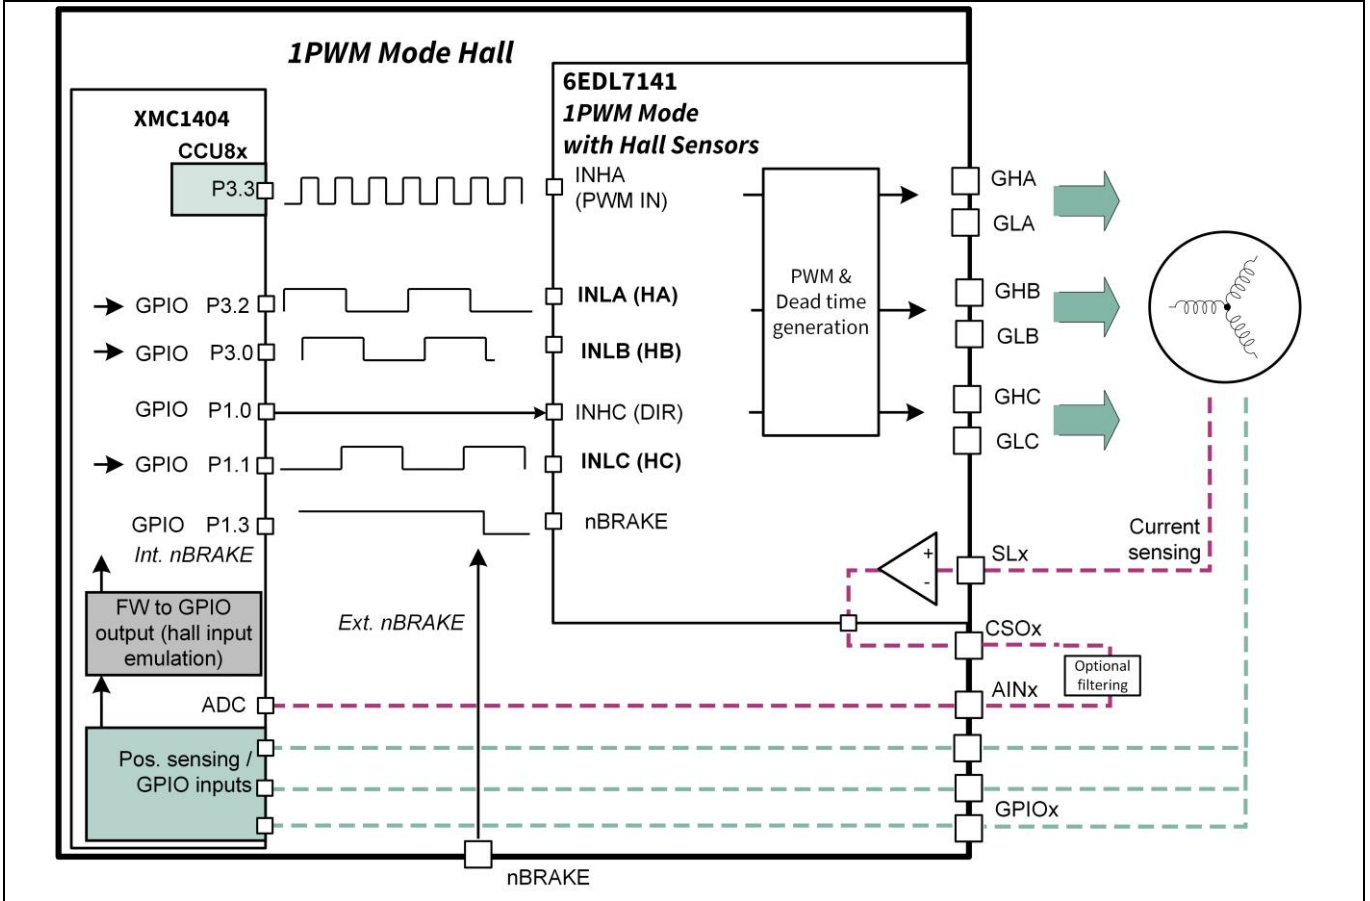 1PWM Mode Hall
6EDL7141
1PWM Mode
with Hall Sensors
XMC1404
CCU8x
P3.3
INHA
(PWM IN)
GPIO P3.2
INLA (HA)
GPIO P3.0
INLB (HB)
GPIO P1.0
INHC (DIR)
GPIO P1.1
INLC (HC)
GPIO P1.3
Int. nBRAKE
nBRAKE
PWM &
Dead time
generation
GHA
GLA
GHB
GLB
GHC
GLC
Current
sensing
SLx
+
-
CSOx
Optional
filtering
AINx
FW to GPIO
output (hall input
emulation)
Ext. nBRAKE
ADC
Pos. sensing /
GPIO inputs
GPIOx
nBRAKE